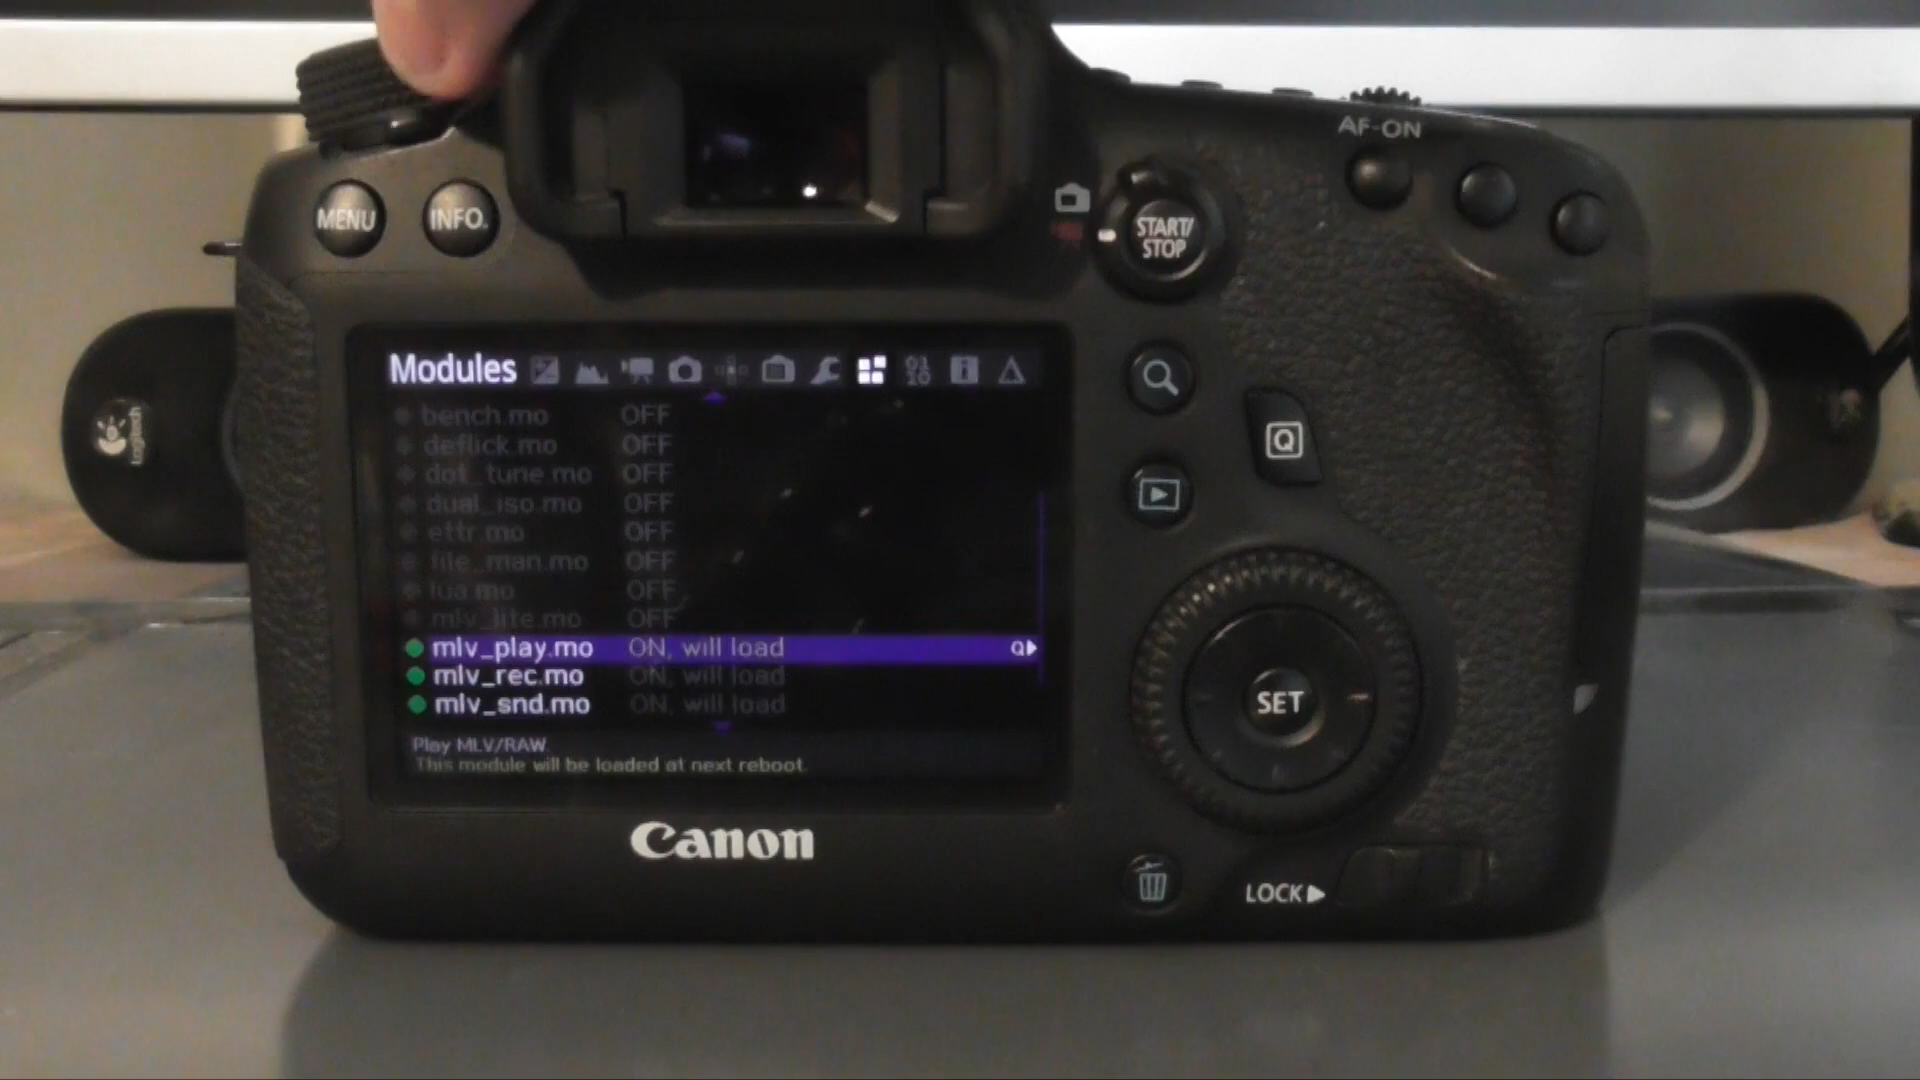 AF-ON
MENU
INFO.
START/
STOP
Modules
bench.mo OFF
deflick.mo OFF
dot_tune.mo OFF
dual_iso.mo OFF
ettr.mo OFF
file_man.mo OFF
lua.mo OFF
mlv_lite.mo OFF
mlv_play.mo ON, will load Q
mlv_rec.mo ON, will load
mlv_snd.mo ON, will load
Play MLV/RAW.
This module will be loaded at next reboot.
Q
SET
Canon
LOCK
Logitech